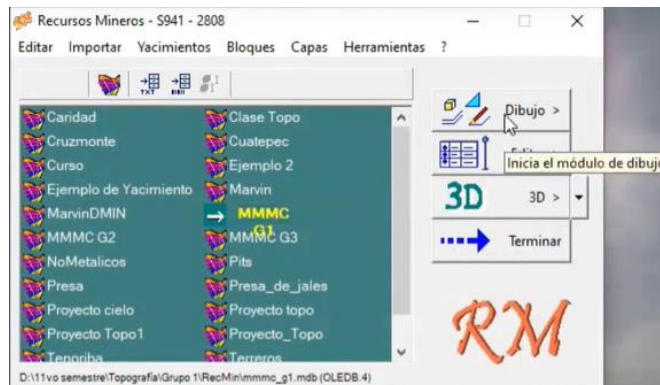 Recursos Mineros - S941 - 2808
Editar Importar Yacimientos Bloques Capas Herramientas ?
TXT
Caridad Clase Topo
Cruzmonte Cuatepec
Curso Ejemplo 2
Ejemplo de Yacimiento Marvin
MarvinDMIN MMMC G1
MMMC G2 MMMC G3
NoMetalicos Pits
Presa Presa_de_jales
Proyecto cielo Proyecto topo
Proyecto Topo1 Proyecto_Topo
Tenoriba Terreros
Dibujo >
Inicia el módulo de dibujo
3D 3D >
Terminar
RM
D:\11vo semestre\Topografía\Grupo 1\RecMin\mmmc_g1.mdb (OLEDB.4)